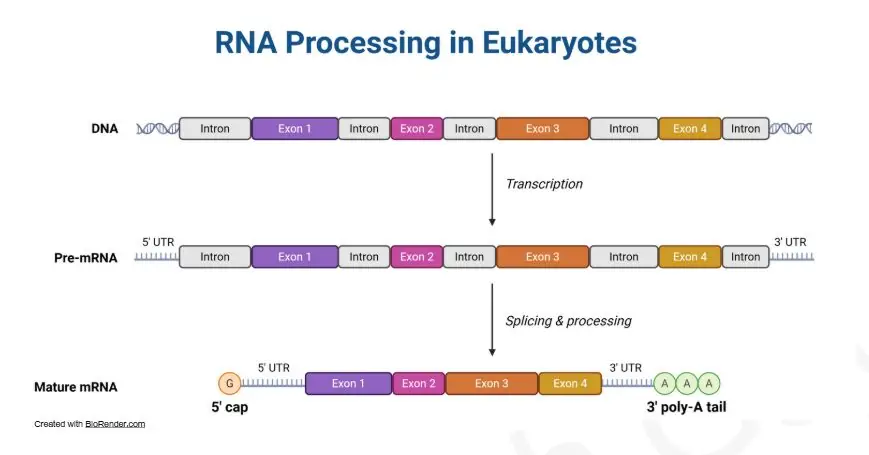 RNA Processing in Eukaryotes
DNA Intron Exon 1 Intron Exon 2 Intron Exon 3 Intron Exon 4 Intron
Transcription
5' UTR 3' UTR
Pre-mRNA Intron Exon 1 Intron Exon 2 Intron Exon 3 Intron Exon 4 Intron
Splicing & processing
5' UTR 3' UTR
Mature mRNA G Exon 1 Exon 2 Exon 3 Exon 4 A A A
5' cap 3' poly-A tail
Created with BioRender.com